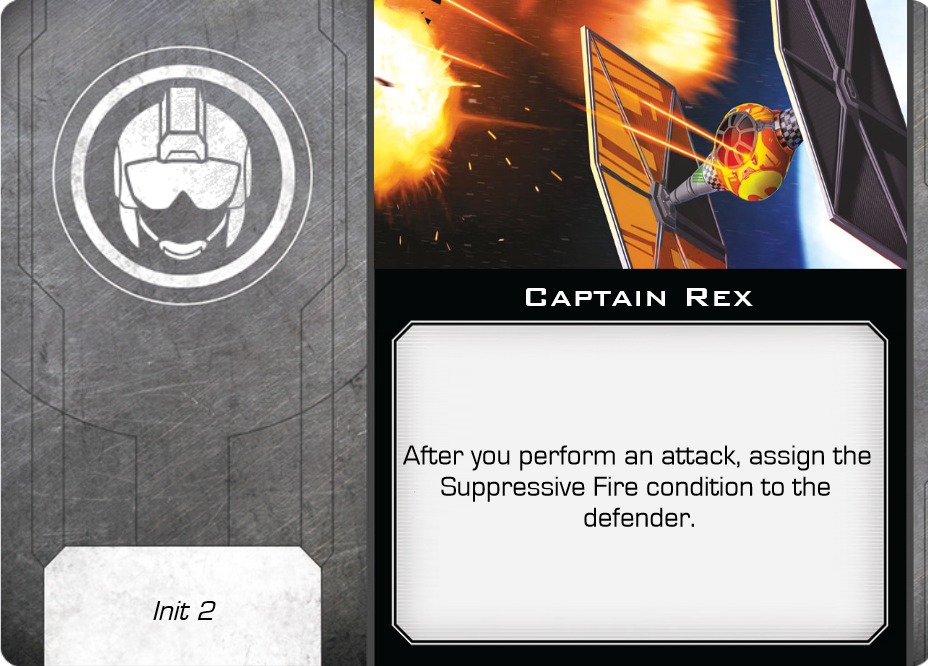 Captain Rex
After you perform an attack, assign the
Suppressive Fire condition to the
defender.
Init 2